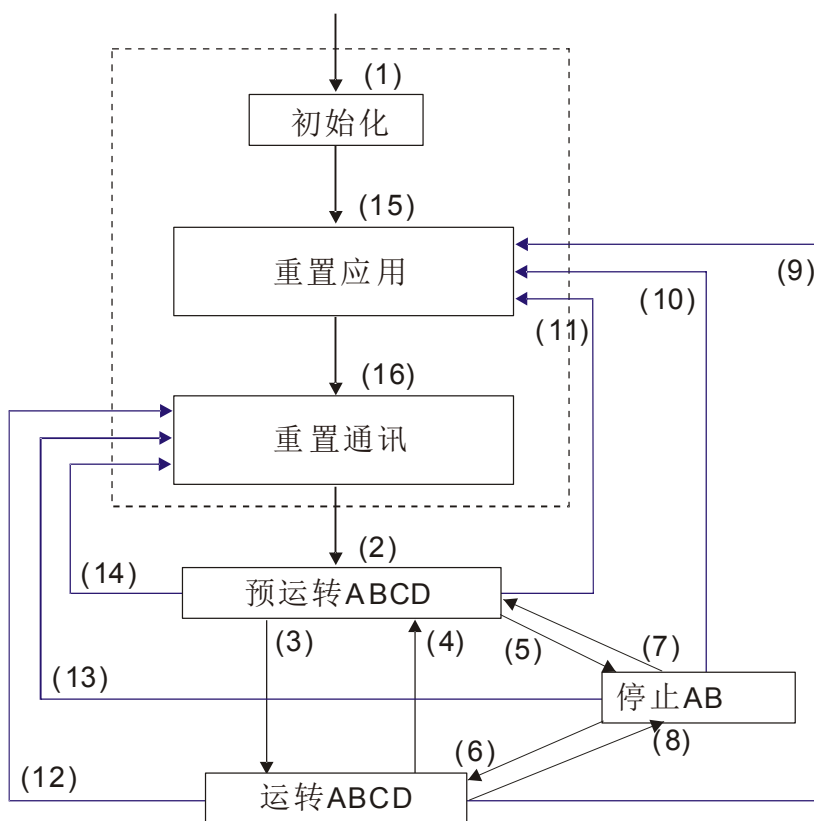 (1)
初始化
(15)
重置应用
(9)
(10)
(11)
(16)
重置通讯
(2)
(14)
预运转ABCD
(3)
(4)
(5)
(7)
(13)
停止AB
(6)
(8)
(12)
运转ABCD